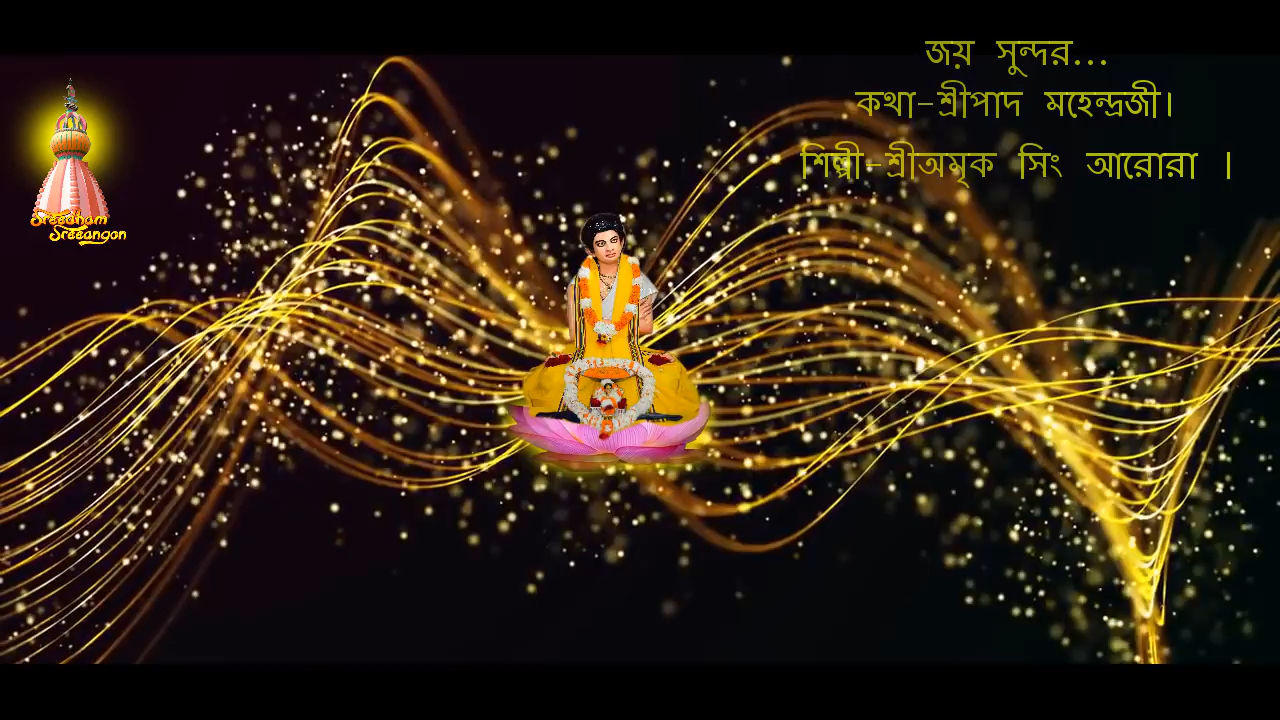 জয় সুন্দর...
কথা-শ্রীপাদ মহেন্দ্রজী।
শিল্পী-শ্রীঅমৃক সিং আরোরা ।
Sreedham
Sreeangon